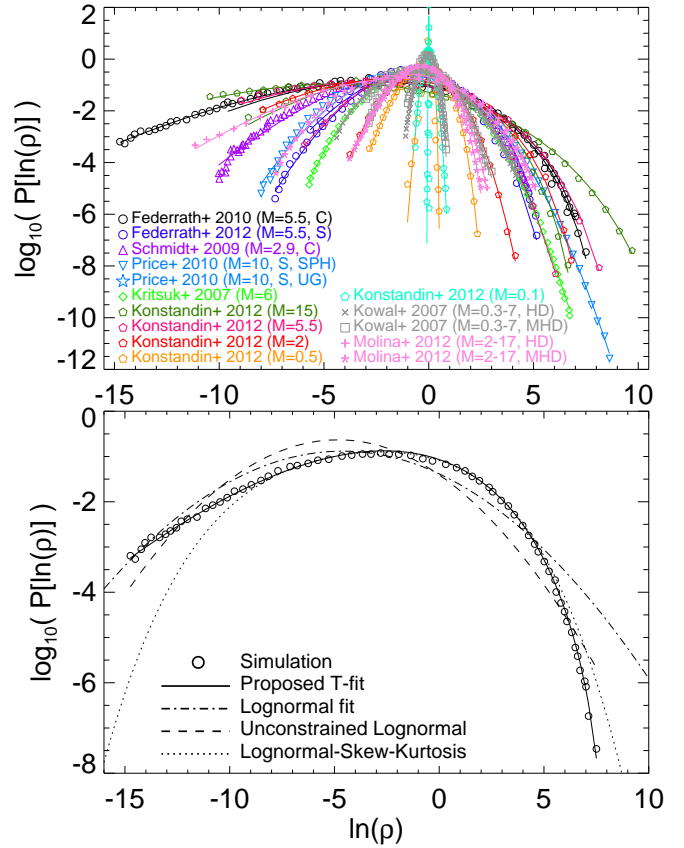 log10( P[ln(ρ)] )
2
0
-2
-4
-6
-8
-10
-12
Federrath+ 2010 (M=5.5, C)
Federrath+ 2012 (M=5.5, S)
Schmidt+ 2009 (M=2.9, C)
Price+ 2010 (M=10, S, SPH)
Price+ 2010 (M=10, S, UG)
Kritsuk+ 2007 (M=6)
Konstandin+ 2012 (M=15)
Konstandin+ 2012 (M=5.5)
Konstandin+ 2012 (M=2)
Konstandin+ 2012 (M=0.5)
Konstandin+ 2012 (M=0.1)
Kowal+ 2007 (M=0.3-7, HD)
Kowal+ 2007 (M=0.3-7, MHD)
Molina+ 2012 (M=2-17, HD)
Molina+ 2012 (M=2-17, MHD)
-15 -10 -5 0 5 10
log10( P[ln(ρ)] )
0
-2
-4
-6
-8
Simulation
Proposed T-fit
Lognormal fit
Unconstrained Lognormal
Lognormal-Skew-Kurtosis
-15 -10 -5 0 5 10
ln(ρ)